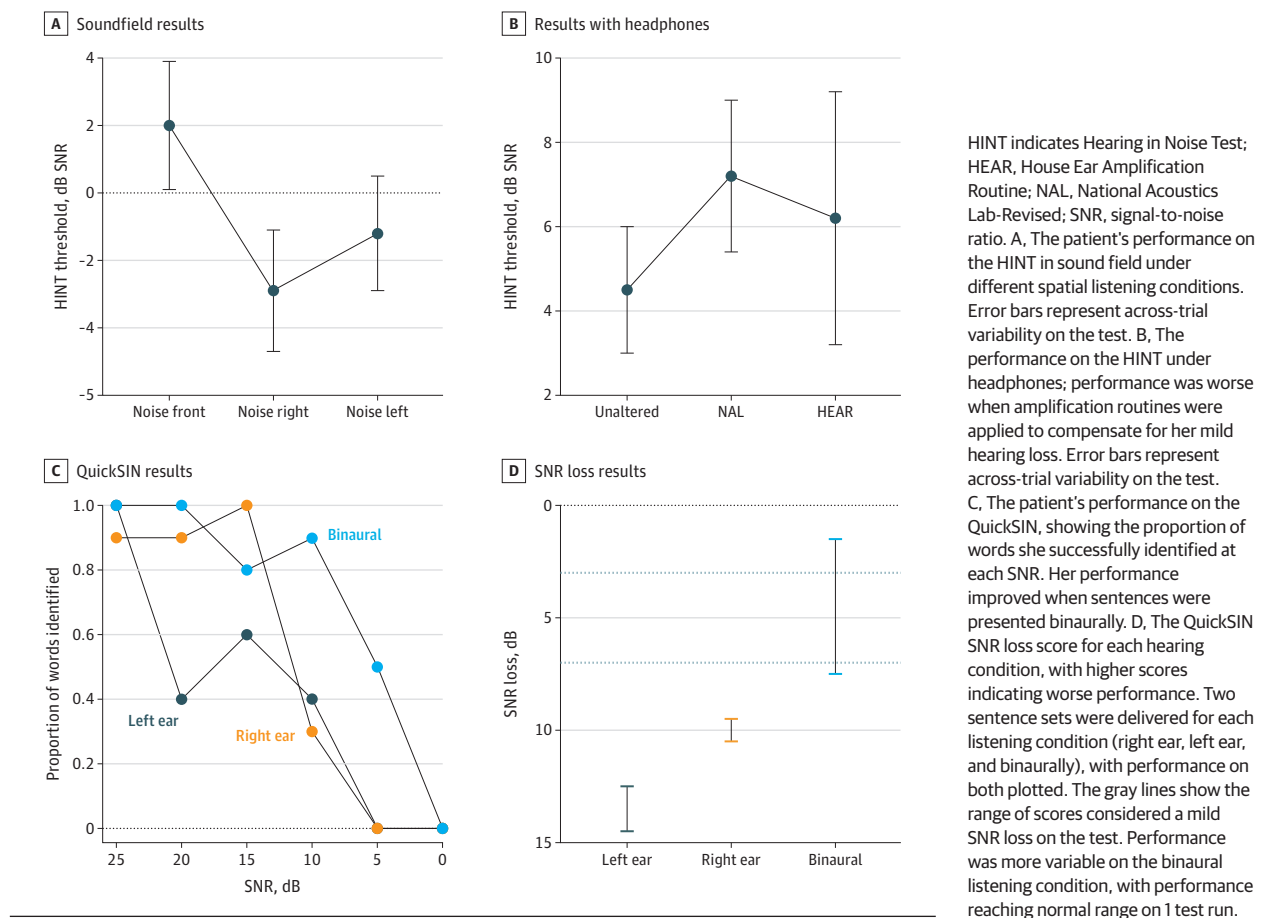 A Soundfield results
4
2
0
-2
-4
-5
HINT threshold, dB SNR
Noise front Noise right Noise left
B Results with headphones
10
8
6
4
2
HINT threshold, dB SNR
Unaltered NAL HEAR
C QuickSIN results
1.0
0.8
0.6
0.4
0.2
0
Proportion of words identified
Binaural
Left ear
Right ear
25 20 15 10 5 0
SNR, dB
D SNR loss results
0
5
10
15
SNR loss, dB
Left ear Right ear Binaural
HINT indicates Hearing in Noise Test;
HEAR, House Ear Amplification
Routine; NAL, National Acoustics
Lab-Revised; SNR, signal-to-noise
ratio. A, The patient's performance on
the HINT in sound field under
different spatial listening conditions.
Error bars represent across-trial
variability on the test. B, The
performance on the HINT under
headphones; performance was worse
when amplification routines were
applied to compensate for her mild
hearing loss. Error bars represent
across-trial variability on the test.
C, The patient's performance on the
QuickSIN, showing the proportion of
words she successfully identified at
each SNR. Her performance
improved when sentences were
presented binaurally. D, The QuickSIN
SNR loss score for each hearing
condition, with higher scores
indicating worse performance. Two
sentence sets were delivered for each
listening condition (right ear, left ear,
and binaurally), with performance on
both plotted. The gray lines show the
range of scores considered a mild
SNR loss on the test. Performance
was more variable on the binaural
listening condition, with performance
reaching normal range on 1 test run.